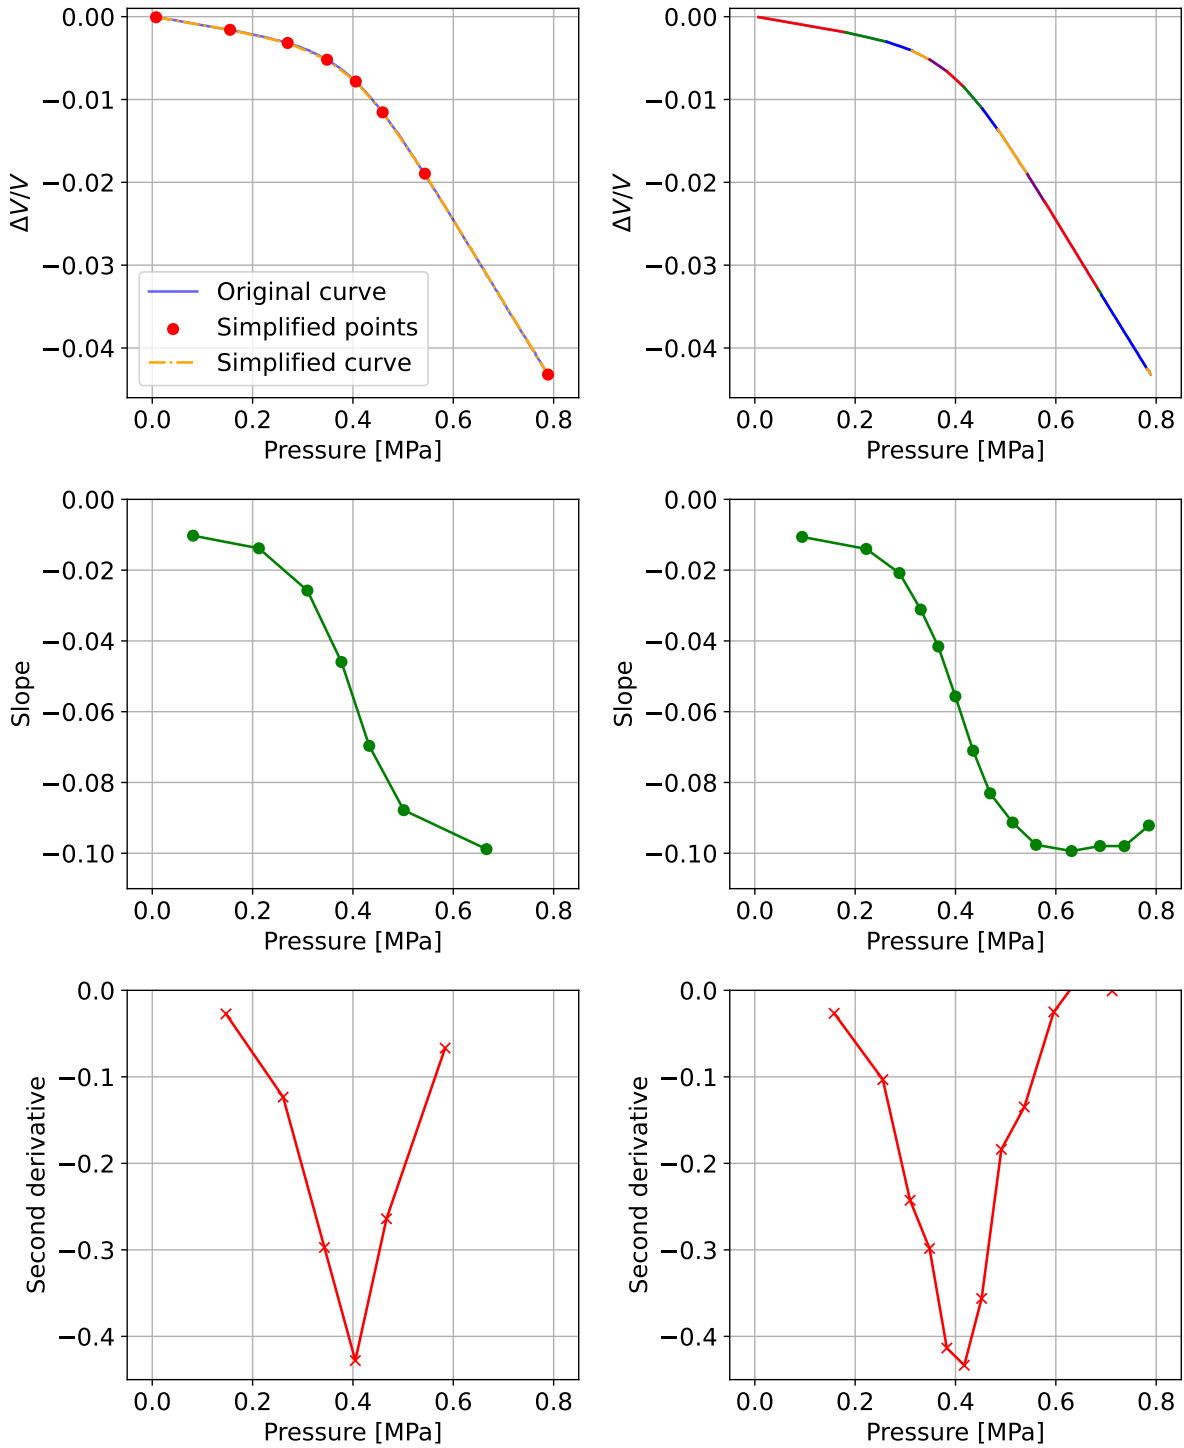 0.00
−0.01
−0.02
−0.03
−0.04
ΔV/V
Original curve
Simplified points
Simplified curve
0.0 0.2 0.4 0.6 0.8
Pressure [MPa]
0.00
−0.01
−0.02
−0.03
−0.04
ΔV/V
0.0 0.2 0.4 0.6 0.8
Pressure [MPa]
0.00
−0.02
−0.04
−0.06
−0.08
−0.10
Slope
0.0 0.2 0.4 0.6 0.8
Pressure [MPa]
0.00
−0.02
−0.04
−0.06
−0.08
−0.10
Slope
0.0 0.2 0.4 0.6 0.8
Pressure [MPa]
0.0
−0.1
−0.2
−0.3
−0.4
Second derivative
0.0 0.2 0.4 0.6 0.8
Pressure [MPa]
0.0
−0.1
−0.2
−0.3
−0.4
Second derivative
0.0 0.2 0.4 0.6 0.8
Pressure [MPa]